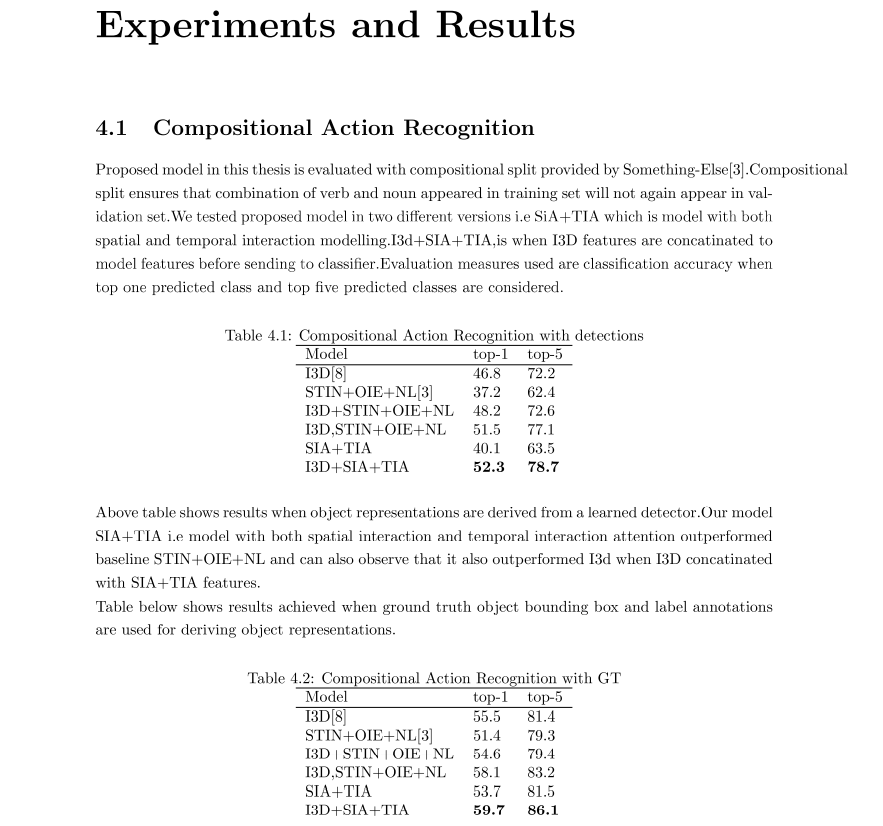 Experiments and Results
4.1 Compositional Action Recognition
Proposed model in this thesis is evaluated with compositional split provided by Something-Else[3].Compositional
split ensures that combination of verb and noun appeared in training set will not again appear in val-
idation set.We tested proposed model in two different versions i.e SiA+TIA which is model with both
spatial and temporal interaction modelling.I3d+SIA+TIA,is when I3D features are concatinated to
model features before sending to classifier.Evaluation measures used are classification accuracy when
top one predicted class and top five predicted classes are considered.
Table 4.1: Compositional Action Recognition with detections
Model top-1 top-5
I3D[8] 46.8 72.2
STIN+OIE+NL[3] 37.2 62.4
I3D+STIN+OIE+NL 48.2 72.6
I3D,STIN+OIE+NL 51.5 77.1
SIA+TIA 40.1 63.5
I3D+SIA+TIA 52.3 78.7
Above table shows results when object representations are derived from a learned detector.Our model
SIA+TIA i.e model with both spatial interaction and temporal interaction attention outperformed
baseline STIN+OIE+NL and can also observe that it also outperformed I3d when I3D concatinated
with SIA+TIA features.
Table below shows results achieved when ground truth object bounding box and label annotations
are used for deriving object representations.
Table 4.2: Compositional Action Recognition with GT
Model top-1 top-5
I3D[8] 55.5 81.4
STIN+OIE+NL[3] 51.4 79.3
I3D+STIN+OIE+NL 54.6 79.4
I3D,STIN+OIE+NL 58.1 83.2
SIA+TIA 53.7 81.5
I3D+SIA+TIA 59.7 86.1